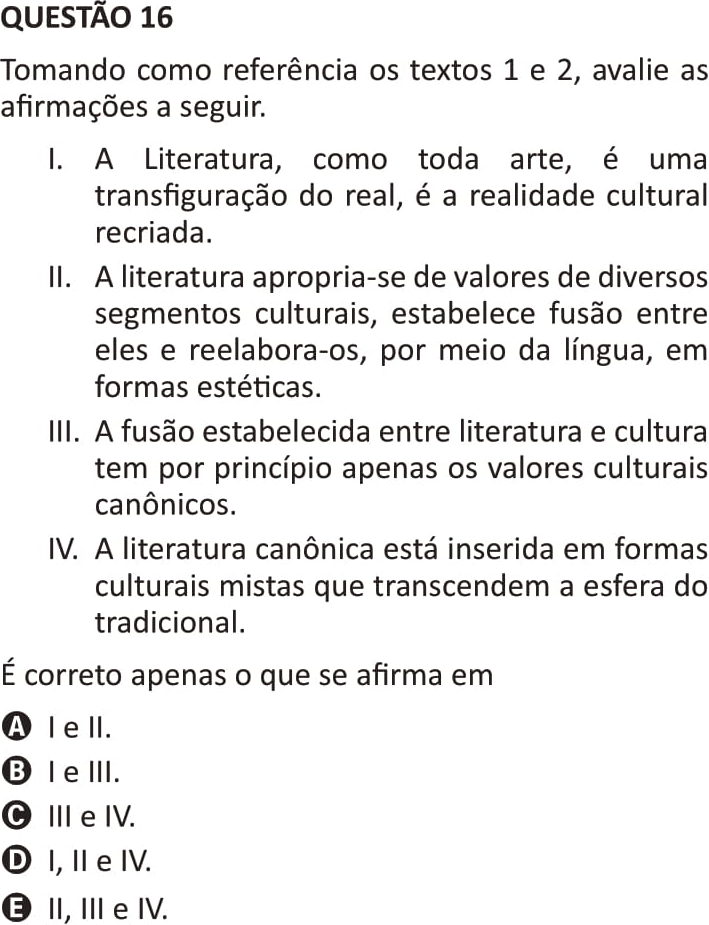 QUESTÃO 16
Tomando como referência os textos 1 e 2, avalie as
afirmações a seguir.
I. A Literatura, como toda arte, é uma
transfiguração do real, é a realidade cultural
recriada.
II. A literatura apropria-se de valores de diversos
segmentos culturais, estabelece fusão entre
eles e reelabora-os, por meio da língua, em
formas estéticas.
III. A fusão estabelecida entre literatura e cultura
tem por princípio apenas os valores culturais
canônicos.
IV. A literatura canônica está inserida em formas
culturais mistas que transcendem a esfera do
tradicional.
É correto apenas o que se afirma em
A I e II.
B I e III.
C III e IV.
D I, II e IV.
E II, III e IV.